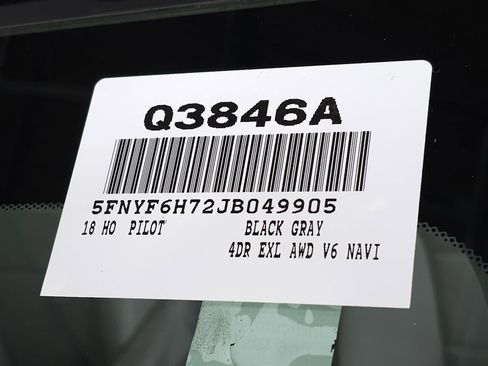 Q3846A
5FNYF6H72JB049905
18 HO PILOT BLACK GRAY
4DR EXL AWD V6 NAVI